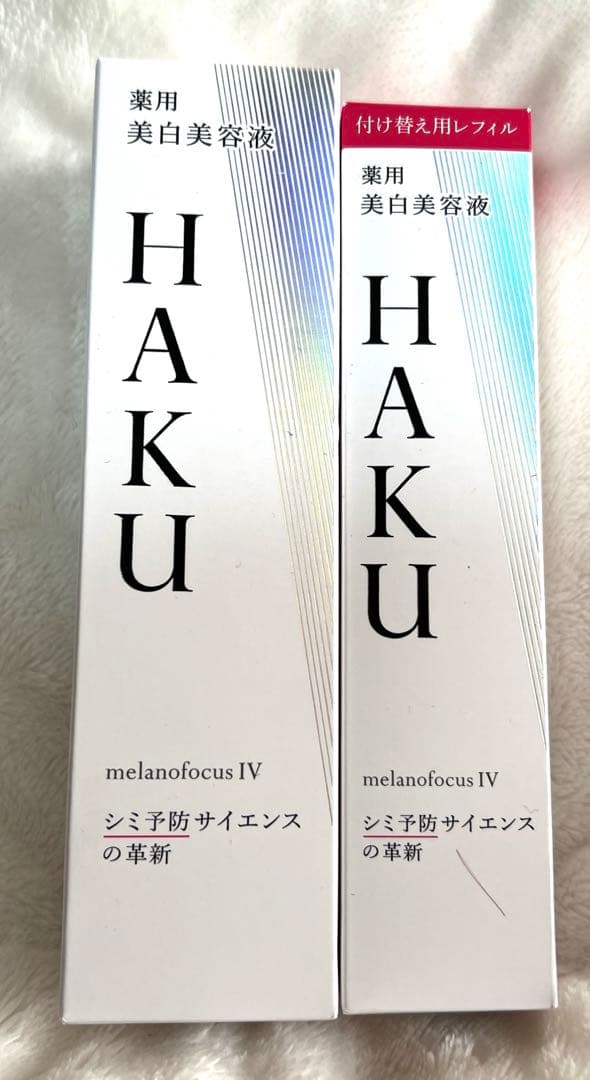 薬用
美白美容液
HAKU
melanofocus IV
シミ予防サイエンス
の革新
付け替え用レフィル
薬用
美白美容液
HAKU
melanofocus IV
シミ予防サイエンス
の革新